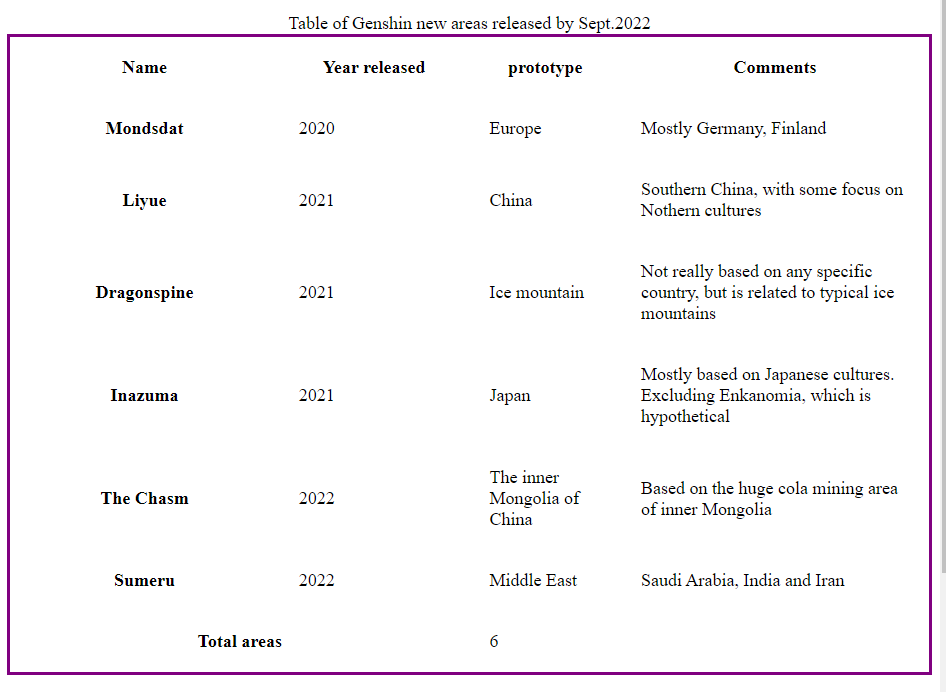 Table of Genshin new areas released by Sept.2022
Name Year released prototype Comments
Mondsdat 2020 Europe Mostly Germany, Finland
Liyue 2021 China Southern China, with some focus on
Nothern cultures
Dragonspine 2021 Ice mountain Not really based on any specific
country, but is related to typical ice
mountains
Inazuma 2021 Japan Mostly based on Japanese cultures.
Excluding Enkanomia, which is
hypothetical
The Chasm 2022 The inner
Mongolia of
China
Based on the huge cola mining area
of inner Mongolia
Sumeru 2022 Middle East Saudi Arabia, India and Iran
Total areas 6